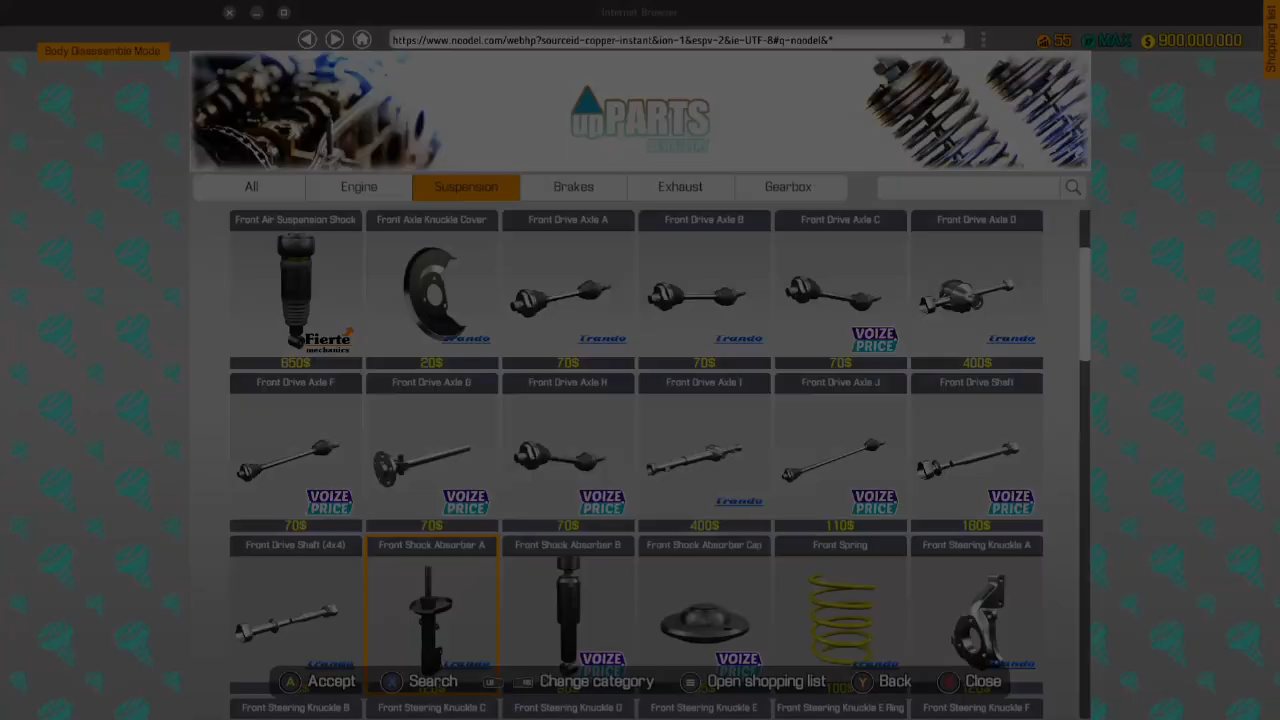 Internet Browser
https://www.noodel.com/webhp?sourceid-copper-instant&ion-1&espv-2&ie-UTF-8#q-noodel&*
Body Disassemble Mode
55 MAX $ 900,000,000
Shopping list
upPARTS
All Engine Suspension Brakes Exhaust Gearbox
Front Air Suspension Shock Front Axle Knuckle Cover Front Drive Axle A Front Drive Axle B Front Drive Axle C Front Drive Axle D
Fierte mechanics Trando Trando Trando VOIZE PRICE Trando
650$ 20$ 70$ 70$ 70$ 400$
Front Drive Axle F Front Drive Axle G Front Drive Axle H Front Drive Axle I Front Drive Axle J Front Drive Shaft
VOIZE PRICE VOIZE PRICE VOIZE PRICE Trando VOIZE PRICE VOIZE PRICE
70$ 70$ 70$ 400$ 110$ 160$
Front Drive Shaft (4x4) Front Shock Absorber A Front Shock Absorber B Front Shock Absorber Cap Front Spring Front Steering Knuckle A
Trando Trando VOIZE PRICE VOIZE PRICE Trando
A Accept X Search LB RB Change category Open shopping list Y Back Close
Front Steering Knuckle B Front Steering Knuckle C Front Steering Knuckle D Front Steering Knuckle E Front Steering Knuckle E Ring Front Steering Knuckle F